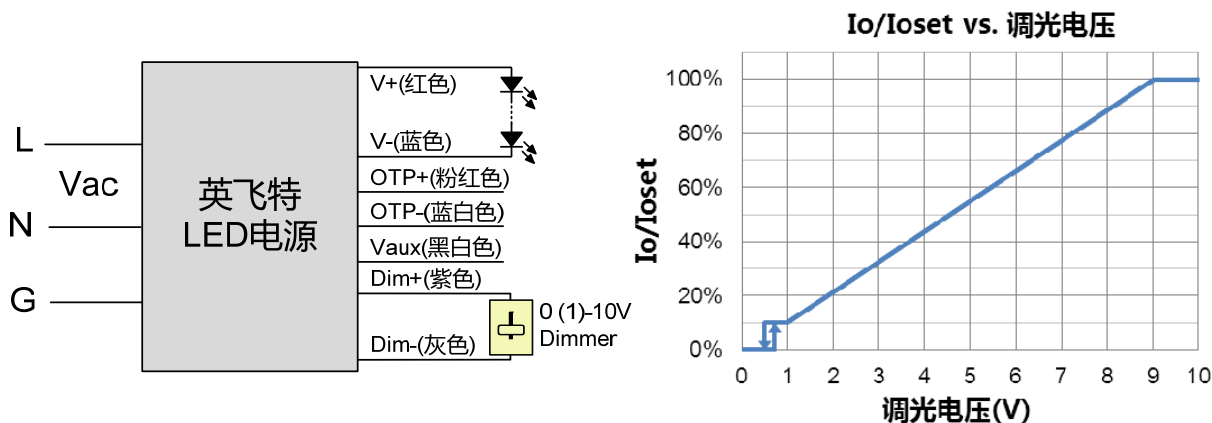 L
Vac
N
G
英飞特
LED电源
V+(红色)
V-(蓝色)
OTP+(粉红色)
OTP-(蓝白色)
Vaux(黑白色)
Dim+(紫色)
Dim-(灰色)
0 (1)-10V
Dimmer
Io/Ioset vs. 调光电压
Io/Ioset
100%
80%
60%
40%
20%
0%
0 1 2 3 4 5 6 7 8 9 10
调光电压(V)